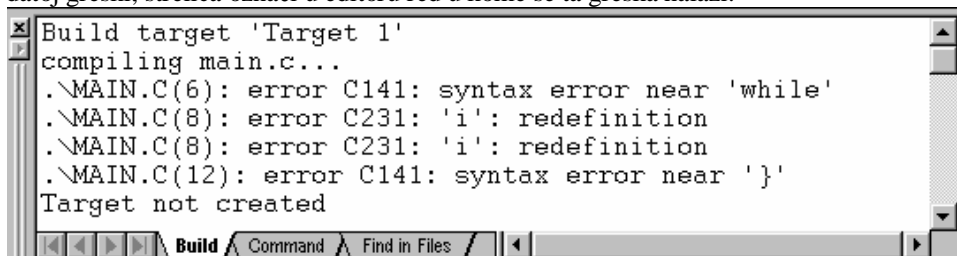 Build target 'Target 1'
compiling main.c...
.\MAIN.C(6): error C141: syntax error near 'while'
.\MAIN.C(8): error C231: 'i': redefinition
.\MAIN.C(8): error C231: 'i': redefinition
.\MAIN.C(12): error C141: syntax error near '}'
Target not created
Build Command Find in Files